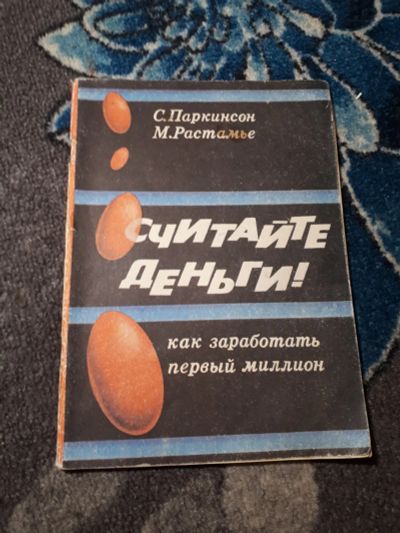 С. Паркинсон
М. Растамье
СЧИТАЙТЕ
ДЕНЬГИ!
как заработать
первый миллион